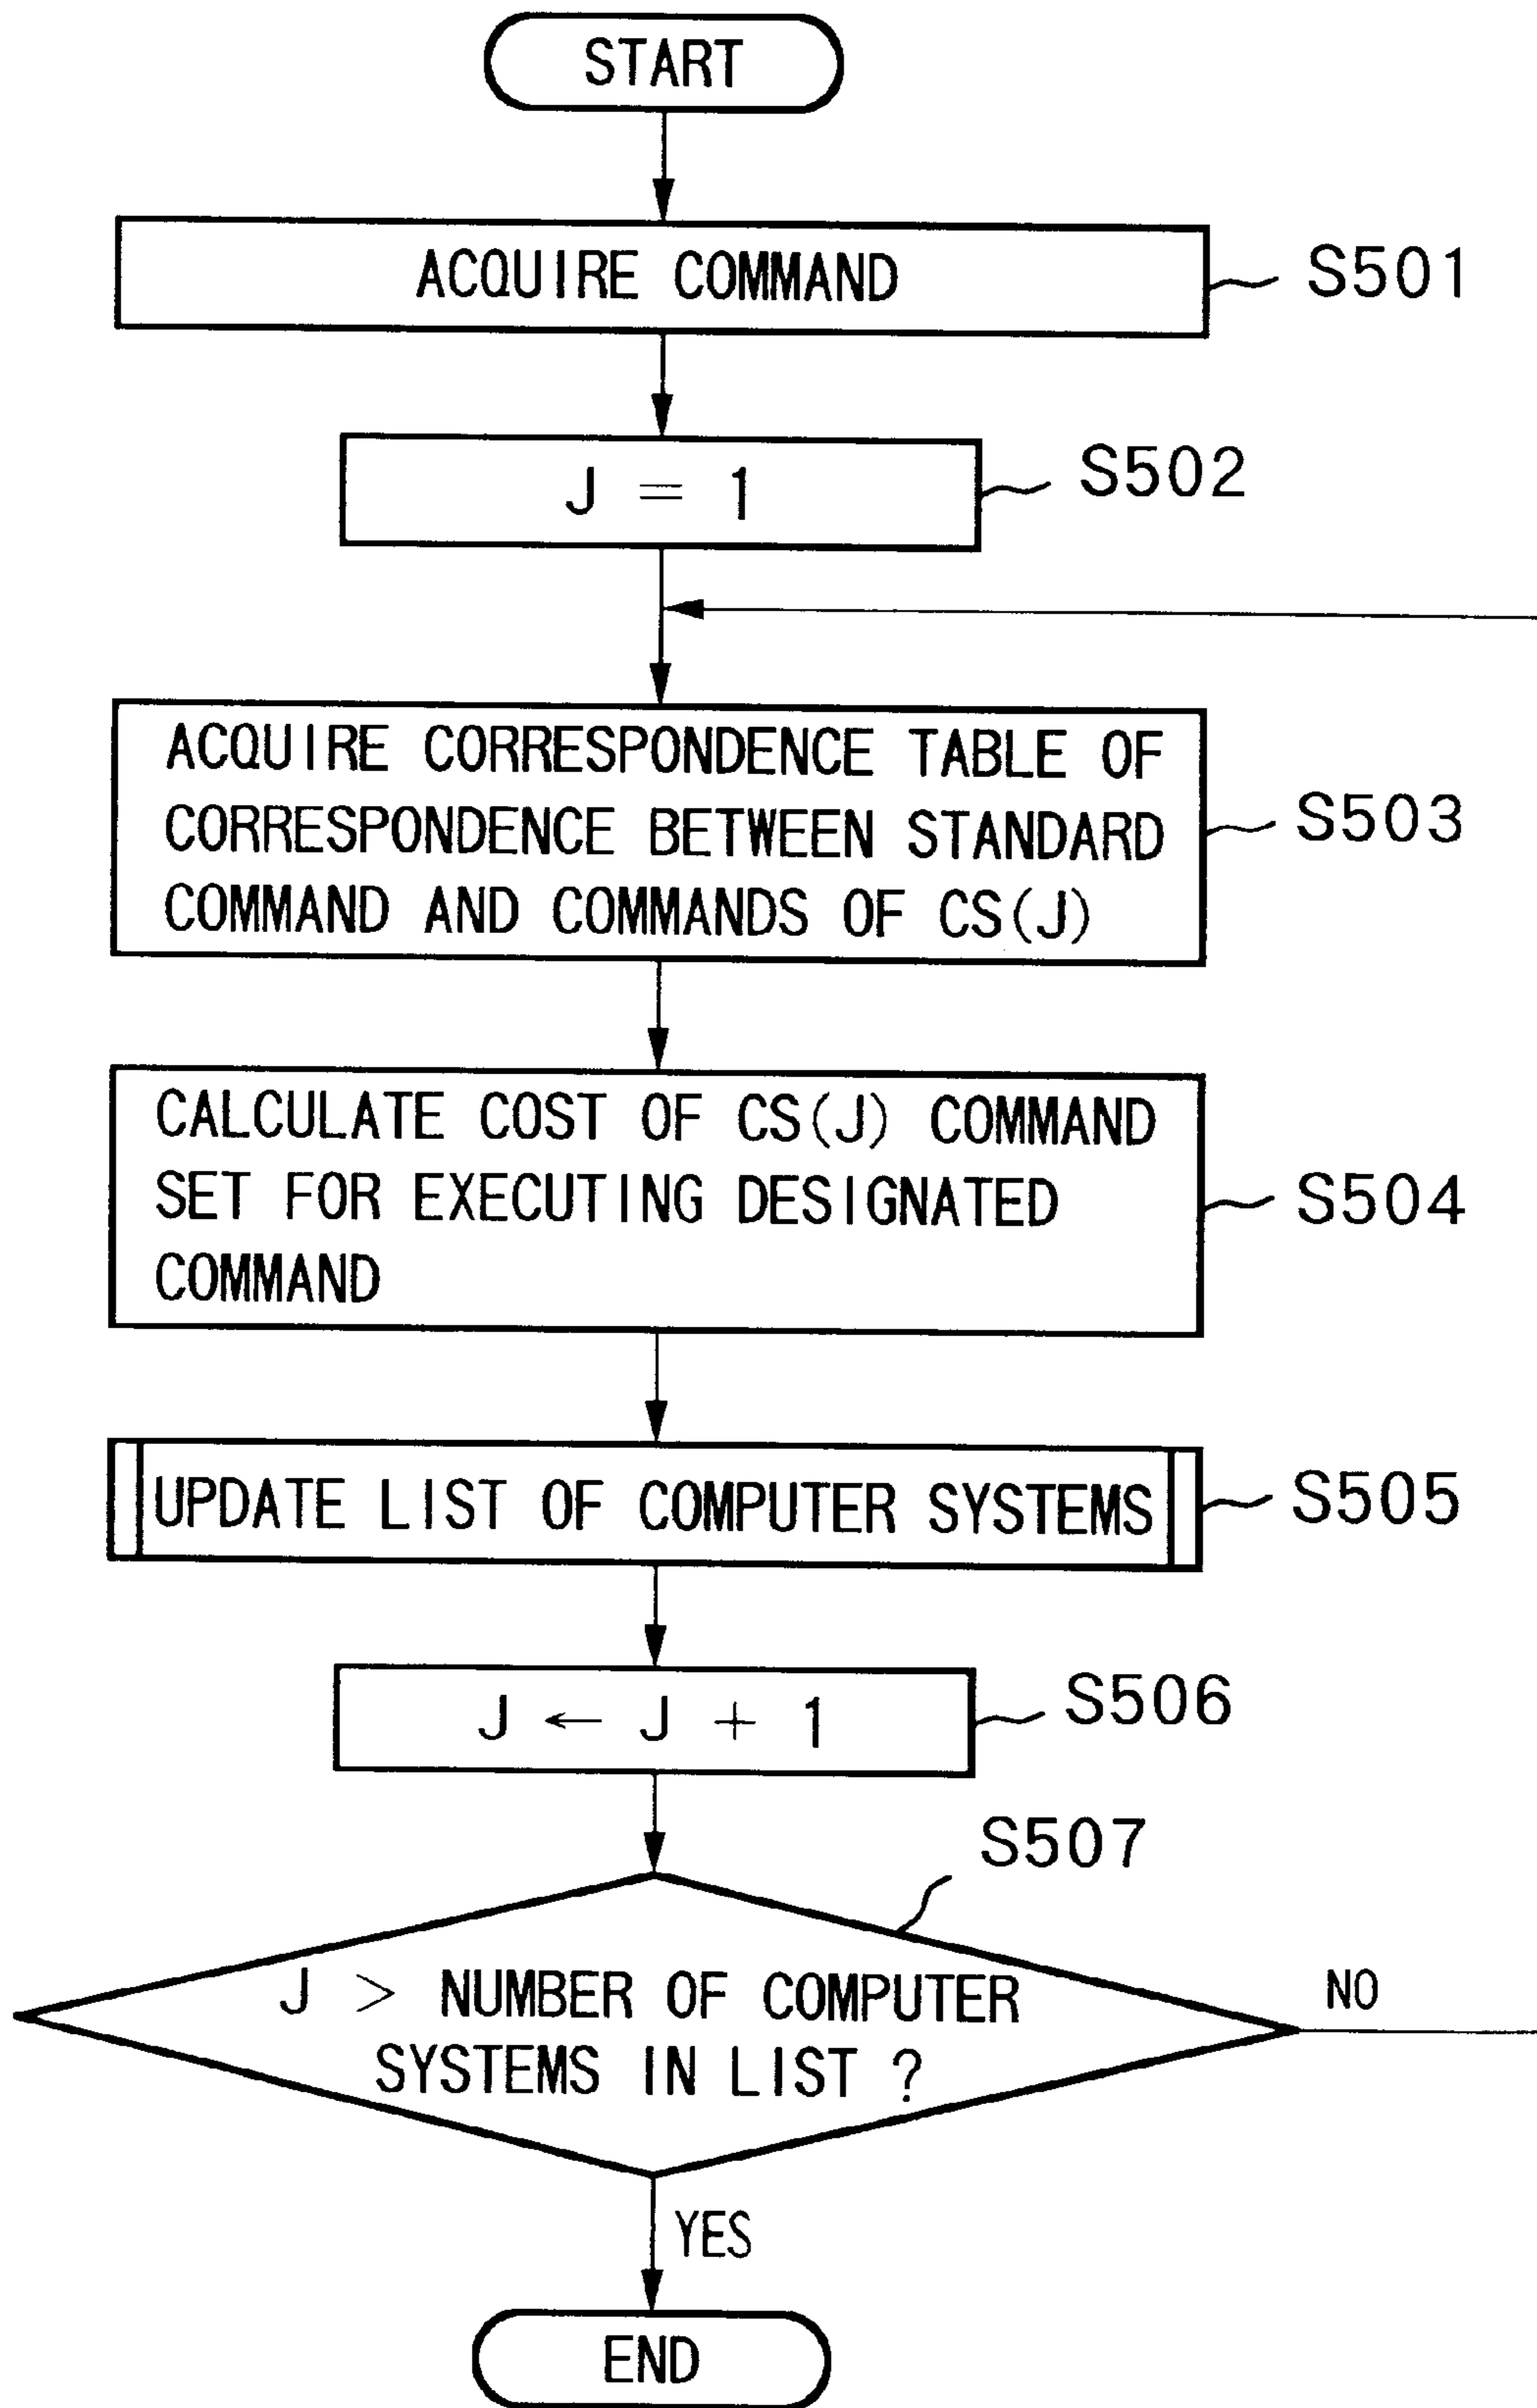 START
ACQUIRE COMMAND
S501
J = 1
S502
ACQUIRE CORRESPONDENCE TABLE OF
CORRESPONDENCE BETWEEN STANDARD
COMMAND AND COMMANDS OF CS(J)
S503
CALCULATE COST OF CS(J) COMMAND
SET FOR EXECUTING DESIGNATED
COMMAND
S504
UPDATE LIST OF COMPUTER SYSTEMS
S505
J ← J + 1
S506
S507
J > NUMBER OF COMPUTER
SYSTEMS IN LIST ?
NO
YES
END